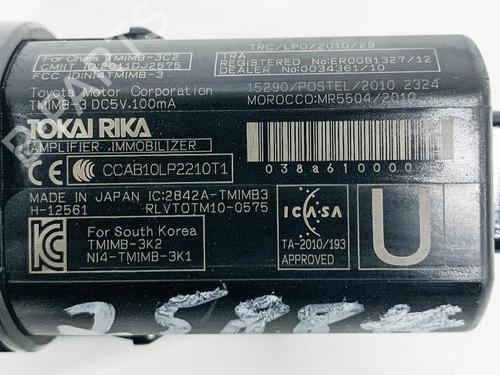 For China TMIMB-3C2
CMIIT ID:2011DJ2575
FCC ID:NI4TMIMB-3
Toyota Motor Corporation
TMIMB-3 DC5V,100mA
TOKAI RIKA
AMPLIFIER ,IMMOBILIZER
CE CCC CCAB10LP2210T1
MADE IN JAPAN IC:2842A-TMIMB3
H-12561 RLVTOTM10-0575
KC For South Korea
TMIMB-3K2
NI4-TMIMB-3K1
TRC/LPD/2010/29
TRA
REGISTERED No:ER0081327/12
DEALER No:0034361/10
15290/POSTEL/2010 2324
MOROCCO:MR5504/2010
038a610000
ICASA
TA-2010/193
APPROVED
U